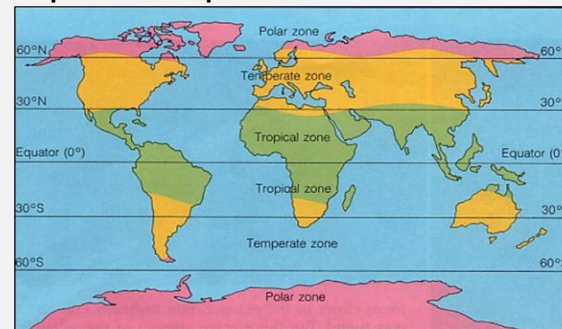 Polar zone
60°N
60°
Temperate zone
30°N
30°
Tropical zone
Equator (0°)
Equator (0°
Tropical zone
30°S
30°
Temperate zone
60°S
60°
Polar zone